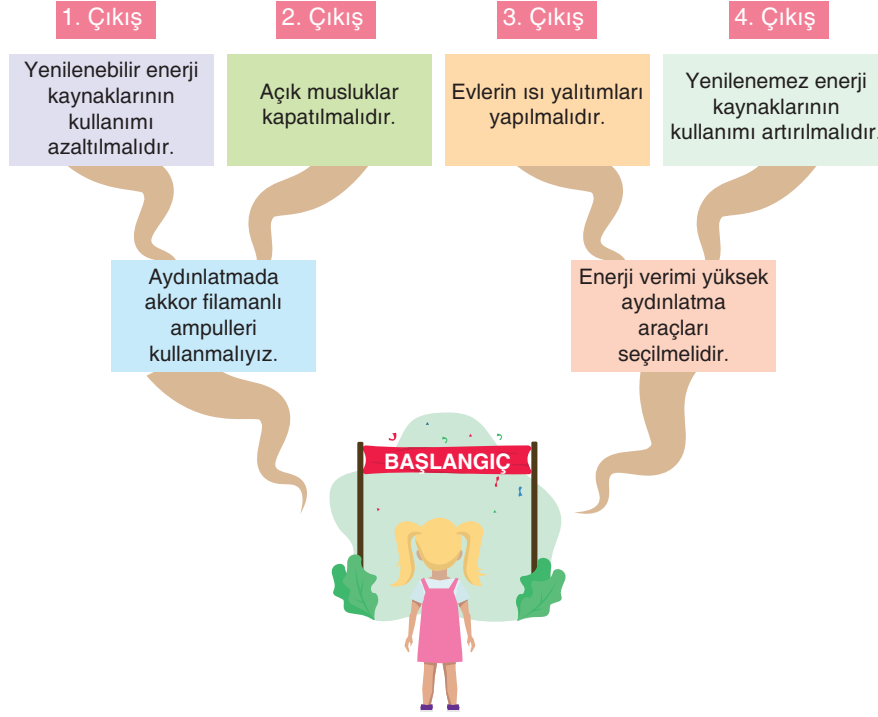 1. Çıkış
2. Çıkış
3. Çıkış
4. Çıkış
Yenilenebilir enerji
kaynaklarının
kullanımı
azaltılmalıdır.
Açık musluklar
kapatılmalıdır.
Evlerin ısı yalıtımları
yapılmalıdır.
Yenilenemez enerji
kaynaklarının
kullanımı artırılmalıdır.
Aydınlatmada
akkor filamanlı
ampulleri
kullanmalıyız.
Enerji verimi yüksek
aydınlatma
araçları
seçilmelidir.
BAŞLANGIÇ